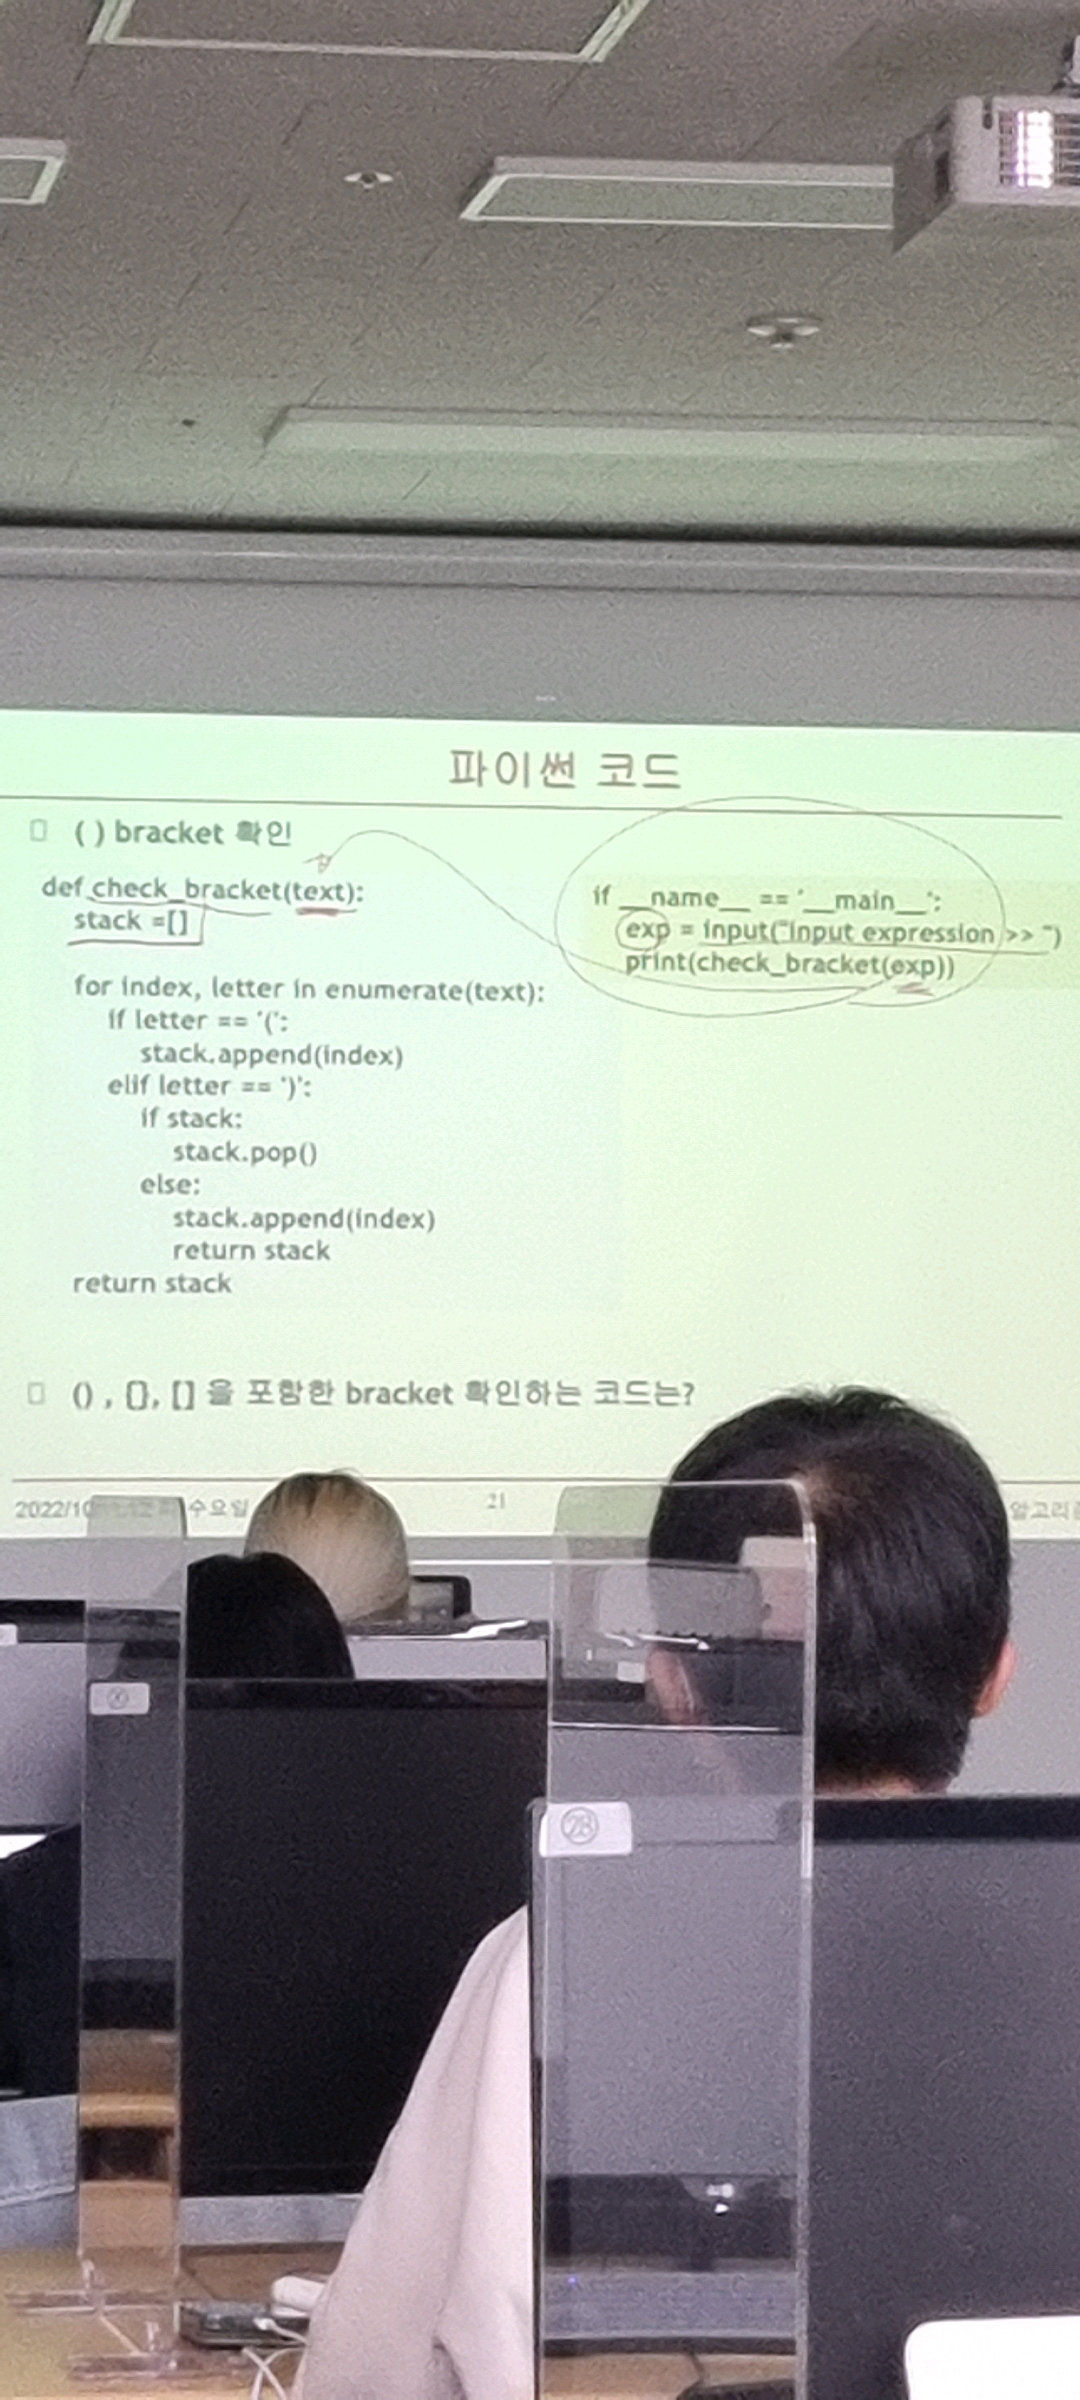 파이썬 코드
( ) bracket 확인
def check_bracket(text):
stack =[]
for index, letter in enumerate(text):
if letter == '(':
stack.append(index)
elif letter == ')':
if stack:
stack.pop()
else:
stack.append(index)
return stack
return stack
if __name__ == '__main__':
exp = input("input expression >> ")
print(check_bracket(exp))
() , {}, [] 을 포함한 bracket 확인하는 코드는?
2022/10 수요일
21
알고리즘
28